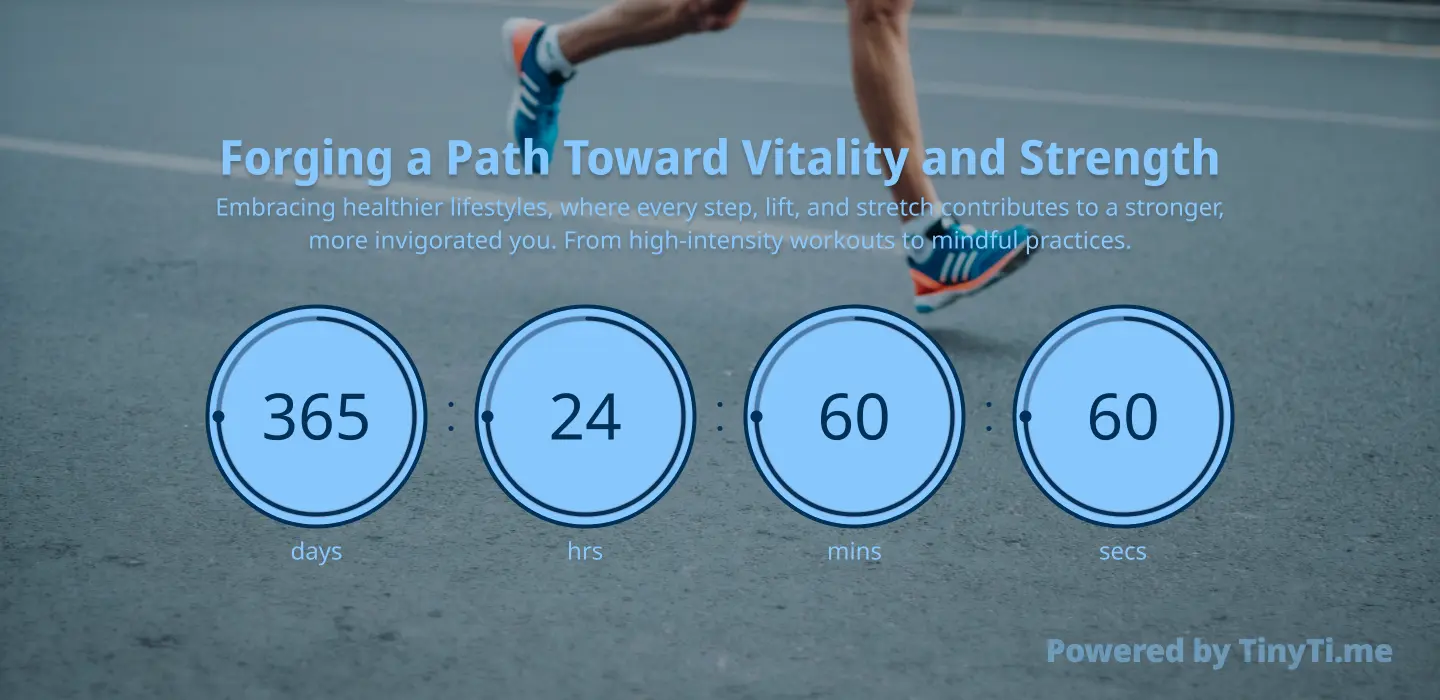 Forging a Path Toward Vitality and Strength
Embracing healthier lifestyles, where every step, lift, and stretch contributes to a stronger,
more invigorated you. From high-intensity workouts to mindful practices.
365 : 24 : 60 : 60
days hrs mins secs
Powered by TinyTi.me